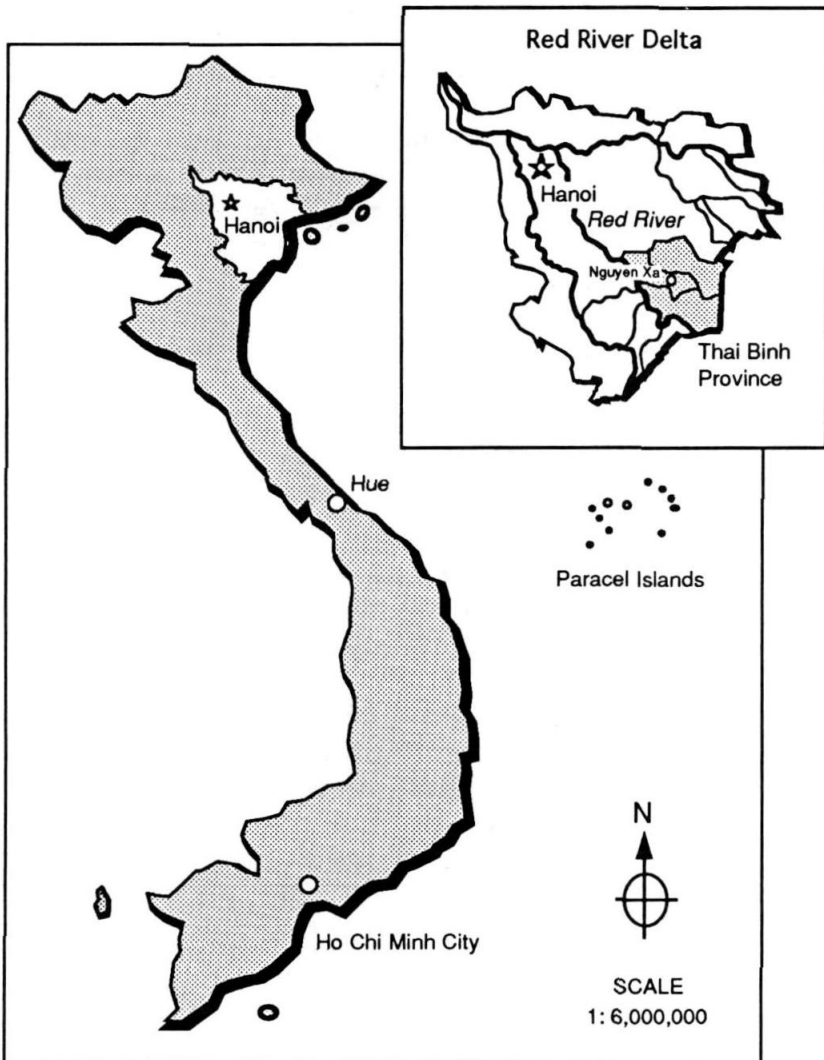 Red River Delta
Hanoi
Red River
Nguyen Xa
Thai Binh
Province
Hanoi
Hue
Paracel Islands
Ho Chi Minh City
N
SCALE
1: 6,000,000